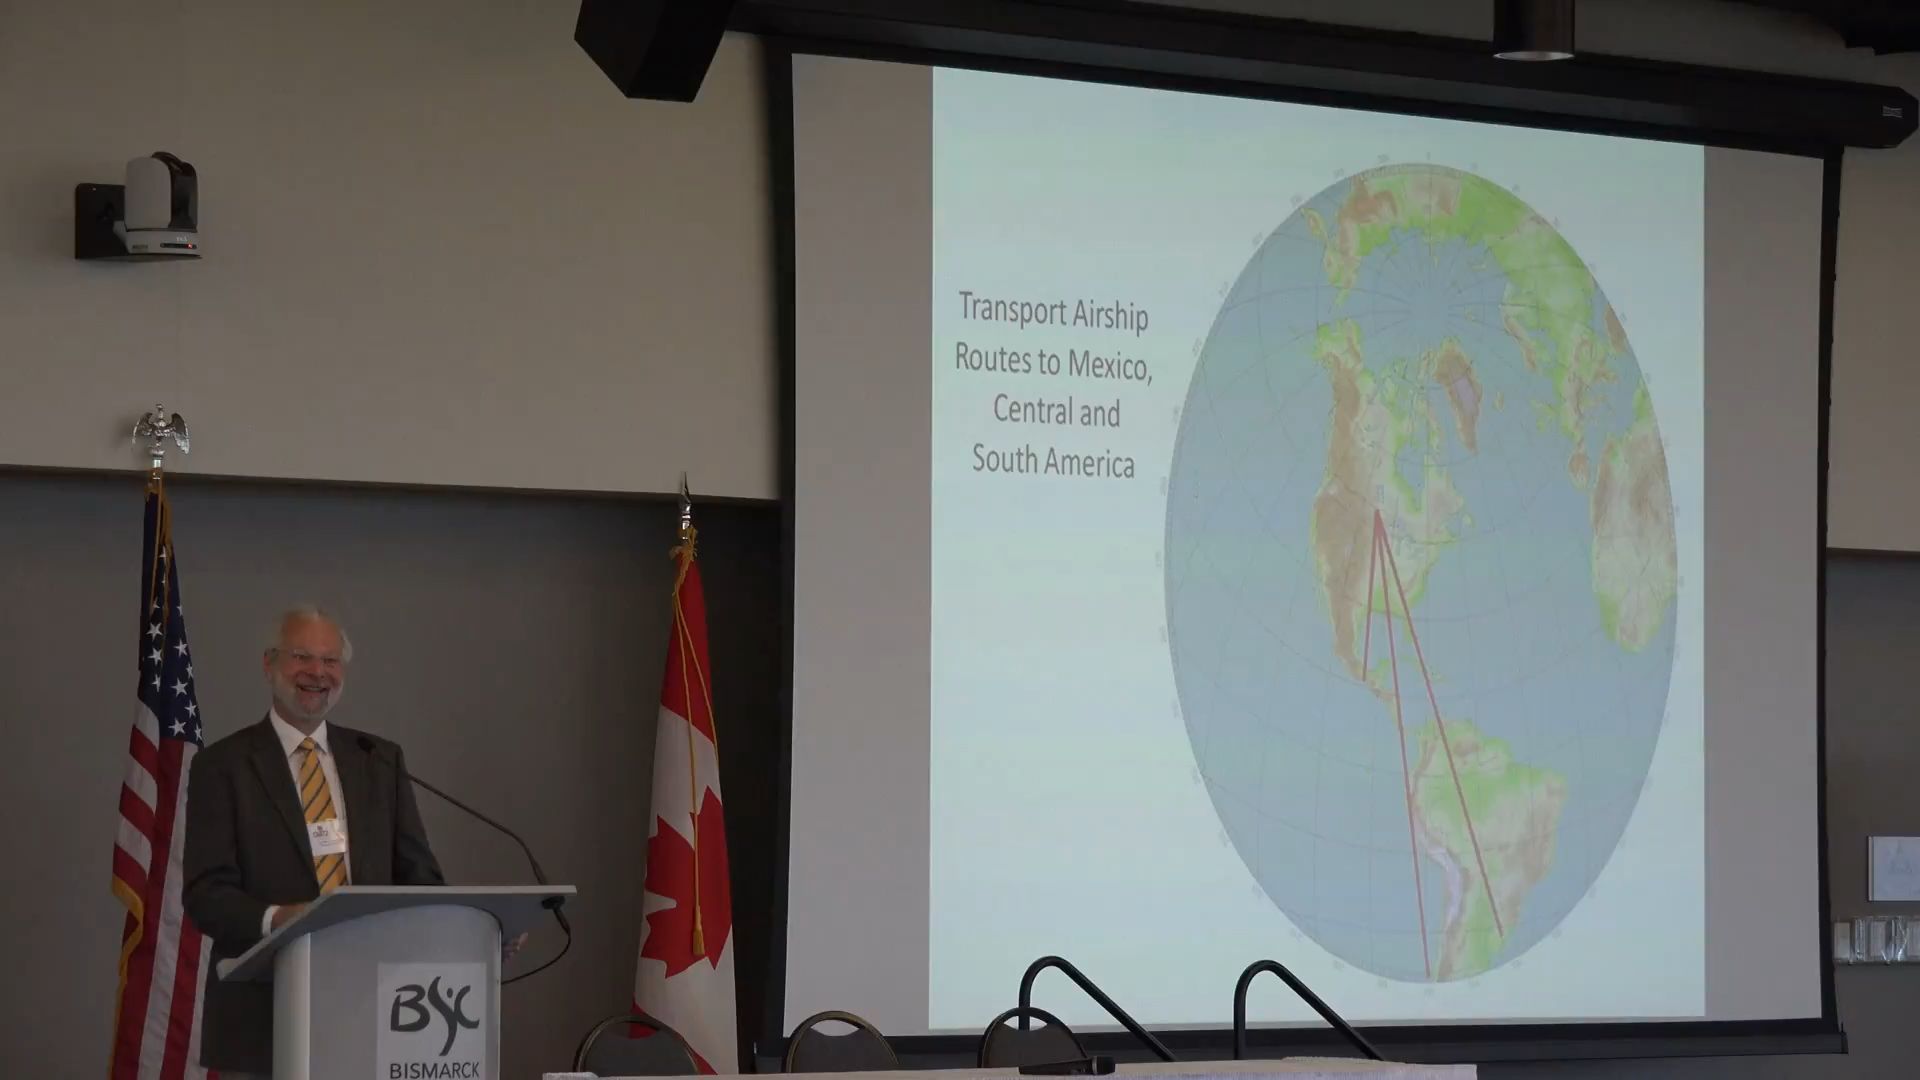 Transport Airship
Routes to Mexico,
Central and
South America
BSC
BISMARCK